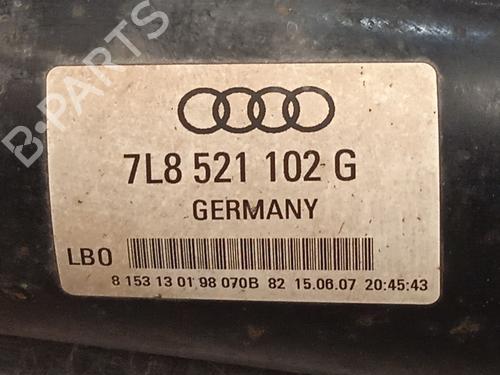 B-PARTS
7L8 521 102 G
GERMANY
LBO
8 153 13 01 98 070B 82 15.06.07 20:45:43